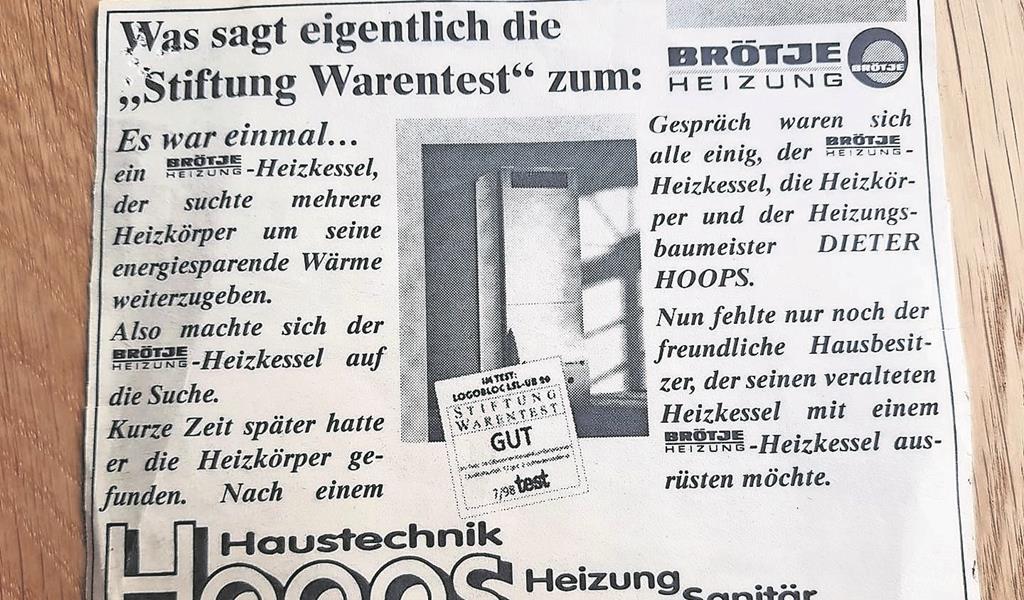 Was sagt eigentlich die
„Stiftung Warentest“ zum:
BRÖTJE
HEIZUNG
BRÖTJE
Es war einmal...
ein BRÖTJE HEIZUNG-Heizkessel,
der suchte mehrere
Heizkörper um seine
energiesparende Wärme
weiterzugeben.
Also machte sich der
BRÖTJE HEIZUNG-Heizkessel auf
die Suche.
Kurze Zeit später hatte
er die Heizkörper ge-
funden. Nach einem
IM TEST:
LOGOBLOC LSL-UB 20
STIFTUNG
WARENTEST
GUT
7/98 test
Gespräch waren sich
alle einig, der BRÖTJE HEIZUNG-
Heizkessel, die Heizkör-
per und der Heizungs-
baumeister DIETER
HOOPS.
Nun fehlte nur noch der
freundliche Hausbesit-
zer, der seinen veralteten
Heizkessel mit einem
BRÖTJE HEIZUNG-Heizkessel aus-
rüsten möchte.
Haustechnik
Hoops
Heizung
Sanitär